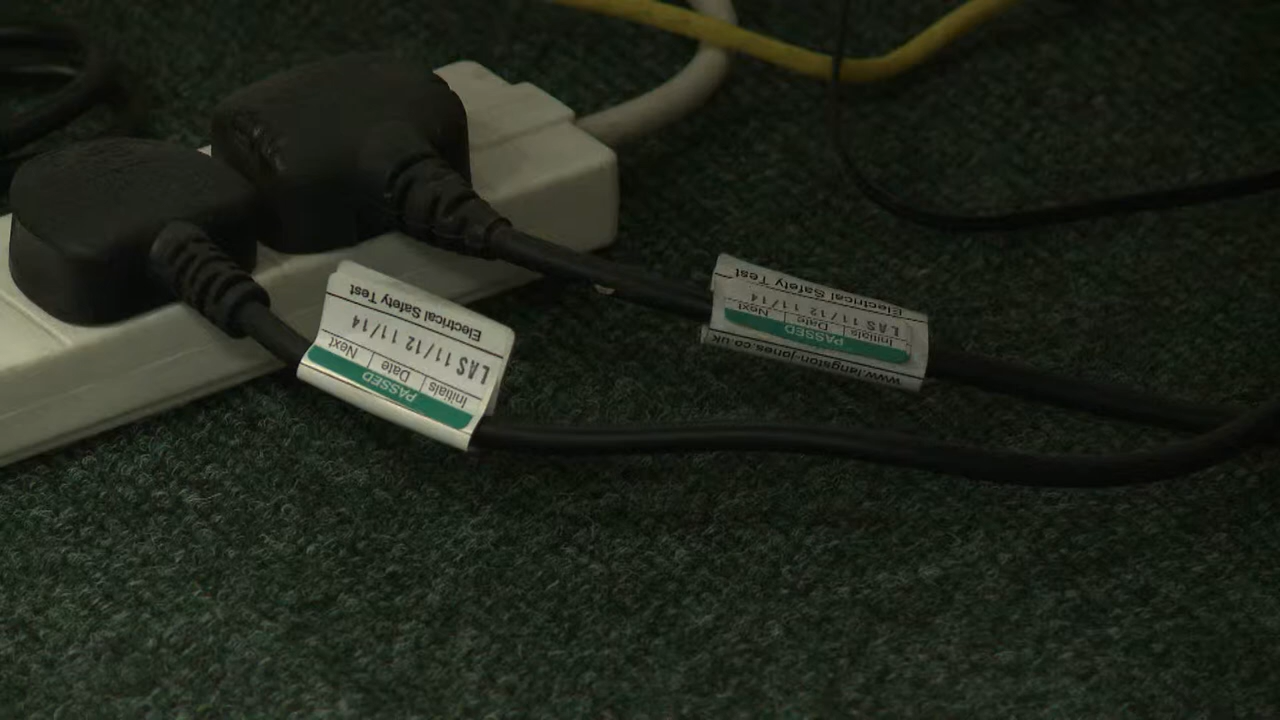 PASSED
Initials Date Next
LAS 11/12 11/14
Electrical Safety Test
www.langston-jones.co.uk
PASSED
Initials Date Next
LAS 11/12 11/14
Electrical Safety Test